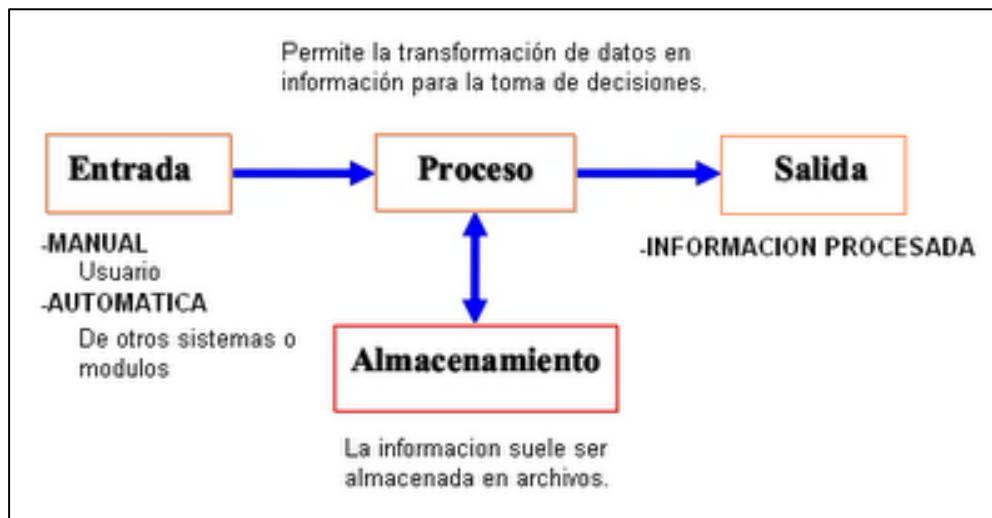 Permite la transformación de datos en
información para la toma de decisiones.
Entrada
Proceso
Salida
-MANUAL
Usuario
-AUTOMATICA
De otros sistemas o
modulos
-INFORMACION PROCESADA
Almacenamiento
La informacion suele ser
almacenada en archivos.